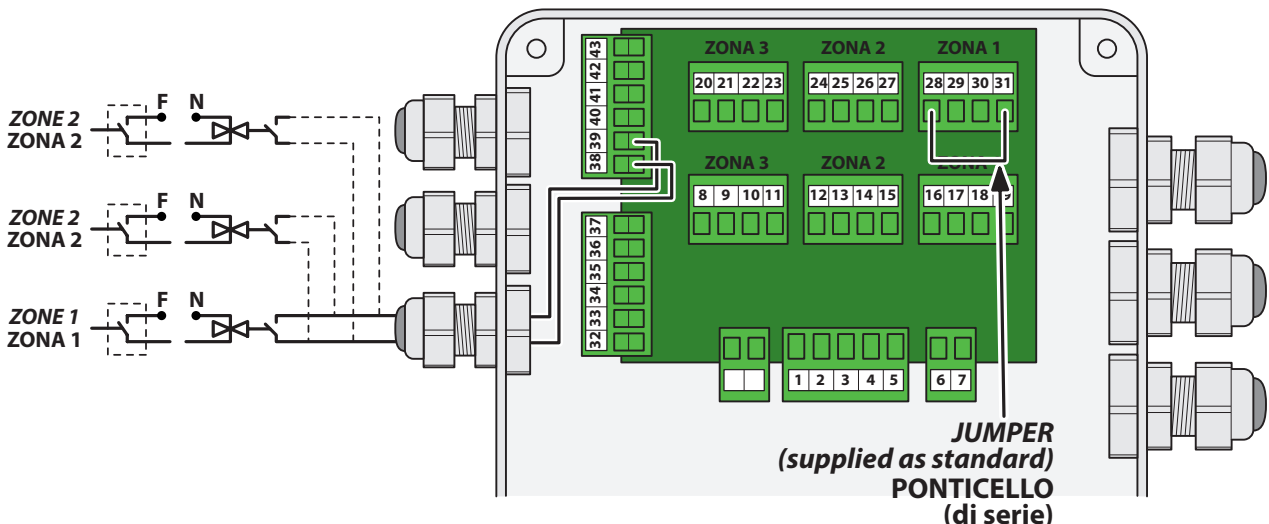 ZONE 2
ZONA 2
F N
ZONE 2
ZONA 2
F N
ZONE 1
ZONA 1
F N
43
42
41
40
39
38
37
36
35
34
33
32
ZONA 3 ZONA 2 ZONA 1
20 21 22 23 24 25 26 27 28 29 30 31
ZONA 3 ZONA 2
8 9 10 11 12 13 14 15 16 17 18
1 2 3 4 5 6 7
JUMPER
(supplied as standard)
PONTICELLO
(di serie)